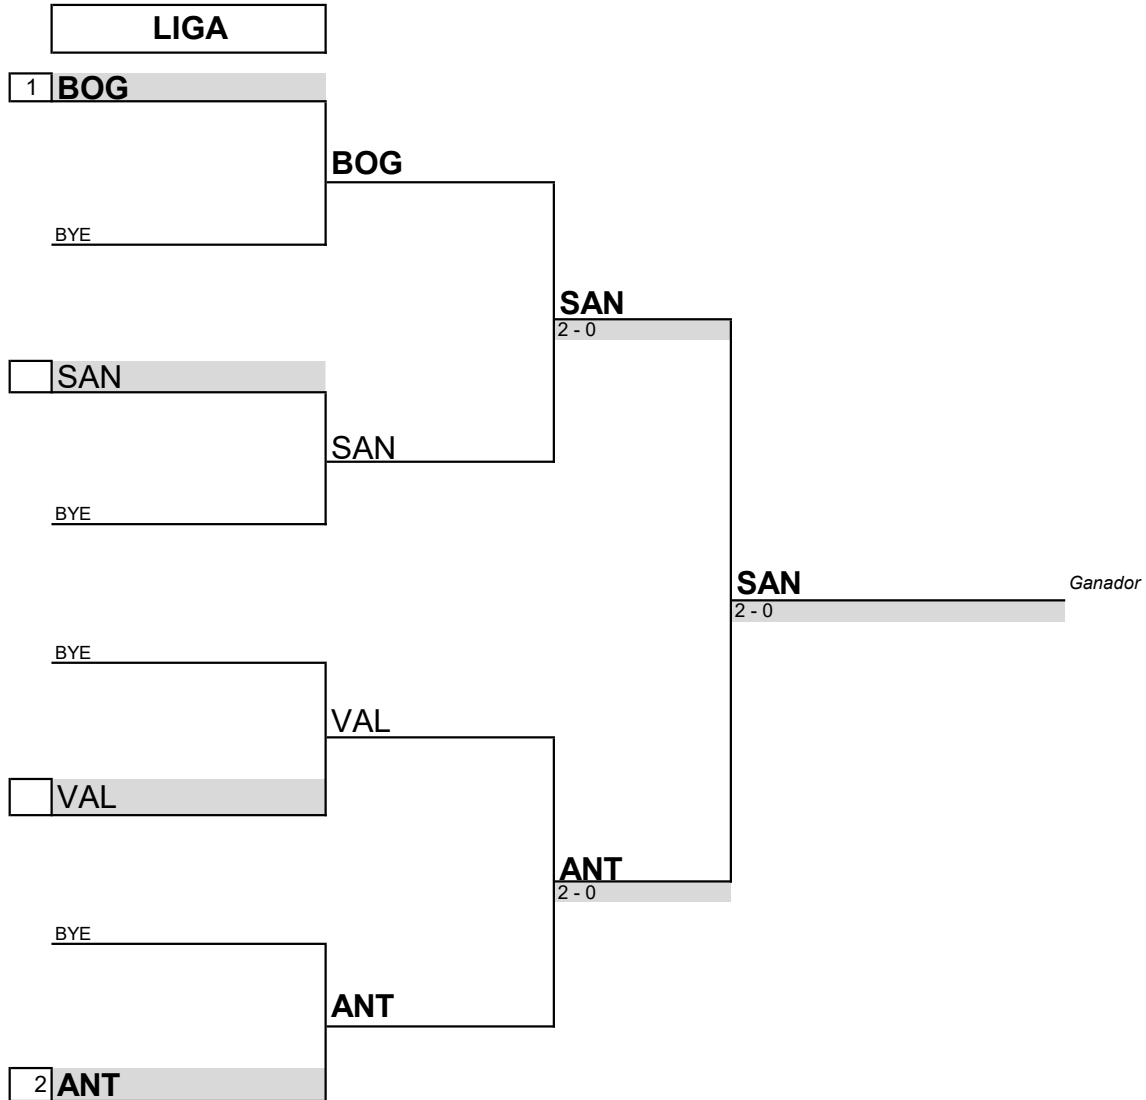 LIGA
1 BOG
BOG
BYE
SAN
2 - 0
SAN
SAN
BYE
SAN
Ganador
2 - 0
BYE
VAL
VAL
ANT
2 - 0
BYE
ANT
2 ANT